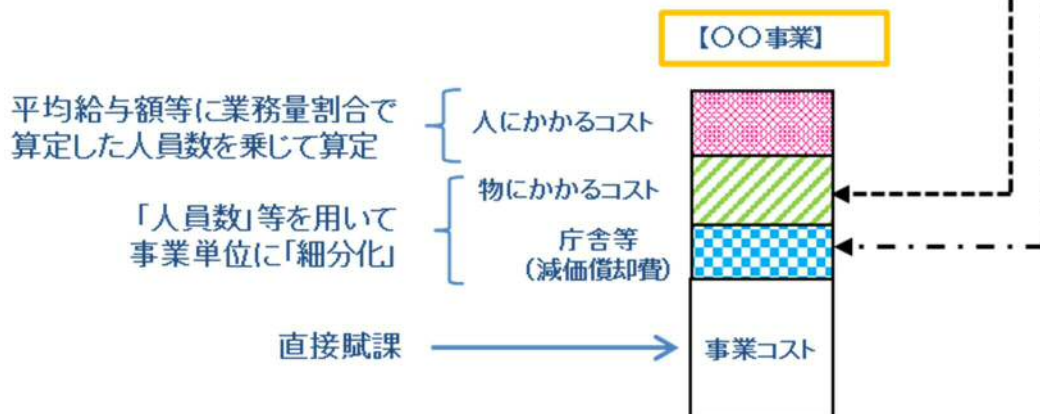 【〇〇事業】
平均給与額等に業務量割合で
算定した人員数を乗じて算定
人にかかるコスト
物にかかるコスト
「人員数」等を用いて
事業単位に「細分化」
庁舎等
（減価償却費）
直接賦課
事業コスト